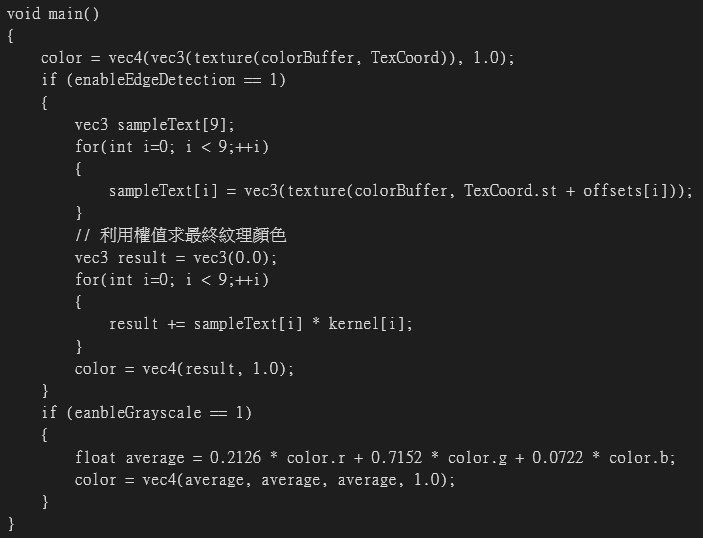 void main()
{
    color = vec4(vec3(texture(colorBuffer, TexCoord)), 1.0);
    if (enableEdgeDetection == 1)
    {
        vec3 sampleText[9];
        for(int i=0; i < 9;++i)
        {
            sampleText[i] = vec3(texture(colorBuffer, TexCoord.st + offsets[i]));
        }
        // 利用權值求最終紋理顏色
        vec3 result = vec3(0.0);
        for(int i=0; i < 9;++i)
        {
            result += sampleText[i] * kernel[i];
        }
        color = vec4(result, 1.0);
    }
    if (eanbleGrayscale == 1)
    {
        float average = 0.2126 * color.r + 0.7152 * color.g + 0.0722 * color.b;
        color = vec4(average, average, average, 1.0);
    }
}